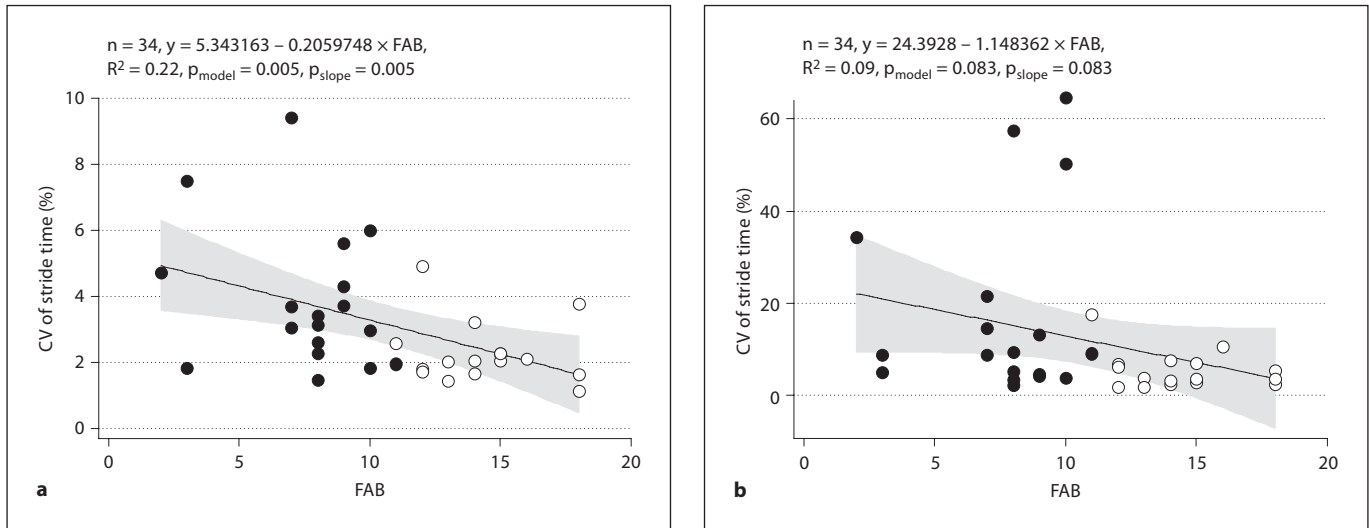 n = 34, y = 5.343163 – 0.2059748 × FAB,
R² = 0.22, pmodel = 0.005, pslope = 0.005
10
8
6
4
2
0
CV of stride time (%)
0 5 10 15 20
FAB
a
n = 34, y = 24.3928 – 1.148362 × FAB,
R² = 0.09, pmodel = 0.083, pslope = 0.083
60
40
20
0
CV of stride time (%)
0 5 10 15 20
FAB
b